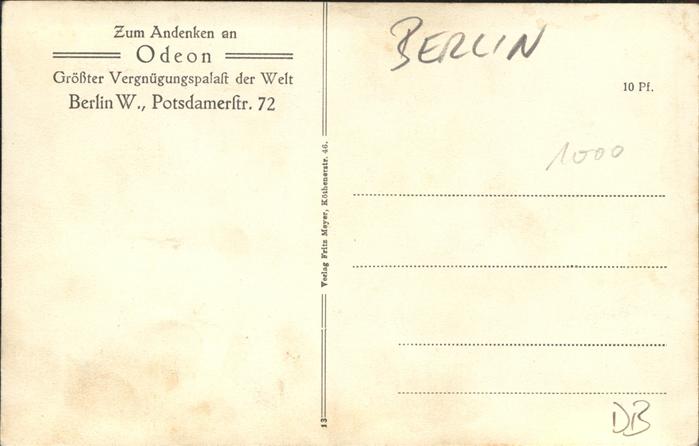 Zum Andenken an
Odeon
Größter Vergnügungspalaſt der Welt
Berlin W., Potsdamerſtr. 72
Verlag Fritz Meyer, Köthenerstr. 46.
13
BERLIN
10 Pf.
1000
DB